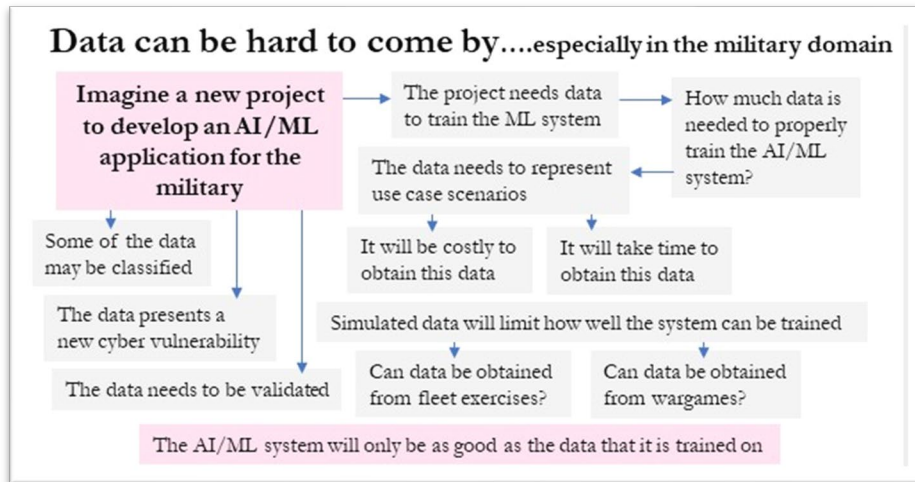 Data can be hard to come by....especially in the military domain
Imagine a new project
to develop an AI/ML
application for the
military
The project needs data
to train the ML system
How much data is
needed to properly
train the AI/ML
system?
The data needs to represent
use case scenarios
Some of the data
may be classified
It will be costly to
obtain this data
It will take time to
obtain this data
The data presents a
new cyber vulnerability
Simulated data will limit how well the system can be trained
The data needs to be validated
Can data be obtained
from fleet exercises?
Can data be obtained
from wargames?
The AI/ML system will only be as good as the data that it is trained on